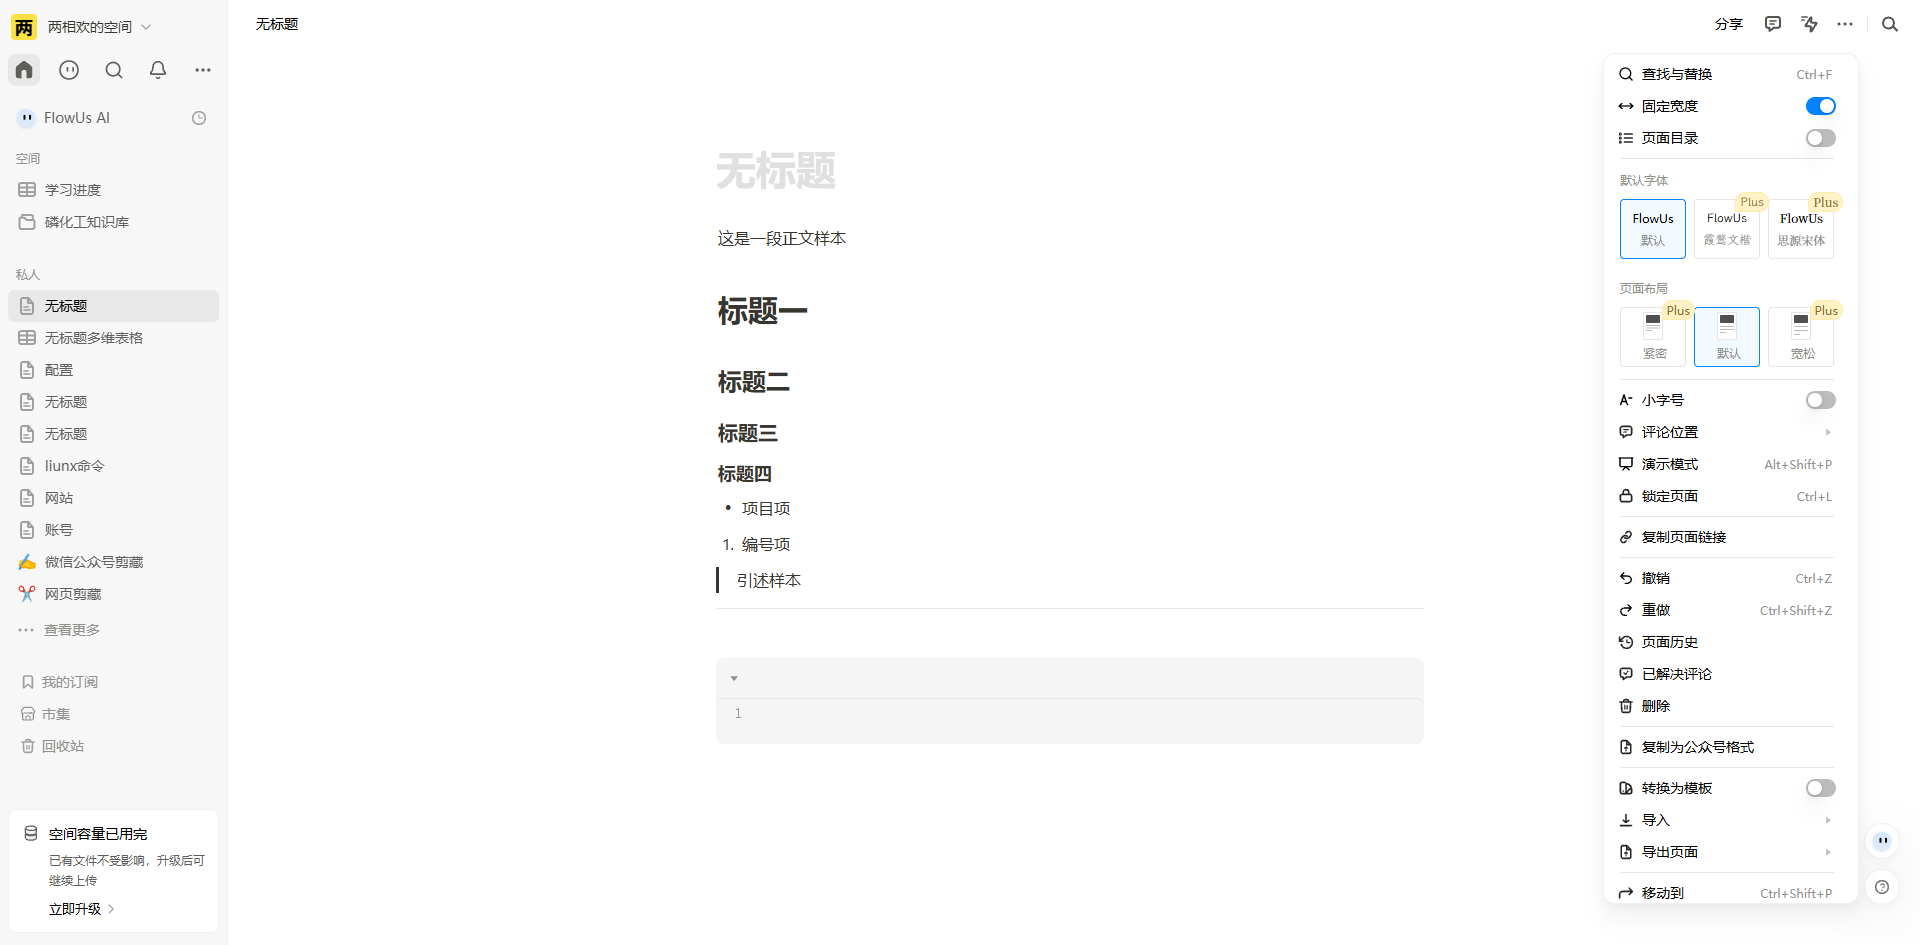 两 两相欢的空间
FlowUs AI
空间
学习进度
磷化工知识库
私人
无标题
无标题多维表格
配置
无标题
无标题
liunx命令
网站
账号
微信公众号剪藏
网页剪藏
查看更多
我的订阅
市集
回收站
空间容量已用完
已有文件不受影响，升级后可
继续上传
立即升级
无标题
分享
无标题
这是一段正文样本
标题一
标题二
标题三
标题四
• 项目项
1. 编号项
引述样本
1
查找与替换 Ctrl+F
固定宽度
页面目录
默认字体
Plus Plus
FlowUs FlowUs FlowUs
默认 霞鹜文楷 思源宋体
页面布局
Plus Plus
紧密 默认 宽松
A- 小字号
评论位置
演示模式 Alt+Shift+P
锁定页面 Ctrl+L
复制页面链接
撤销 Ctrl+Z
重做 Ctrl+Shift+Z
页面历史
已解决评论
删除
复制为公众号格式
转换为模板
导入
导出页面
移动到 Ctrl+Shift+P